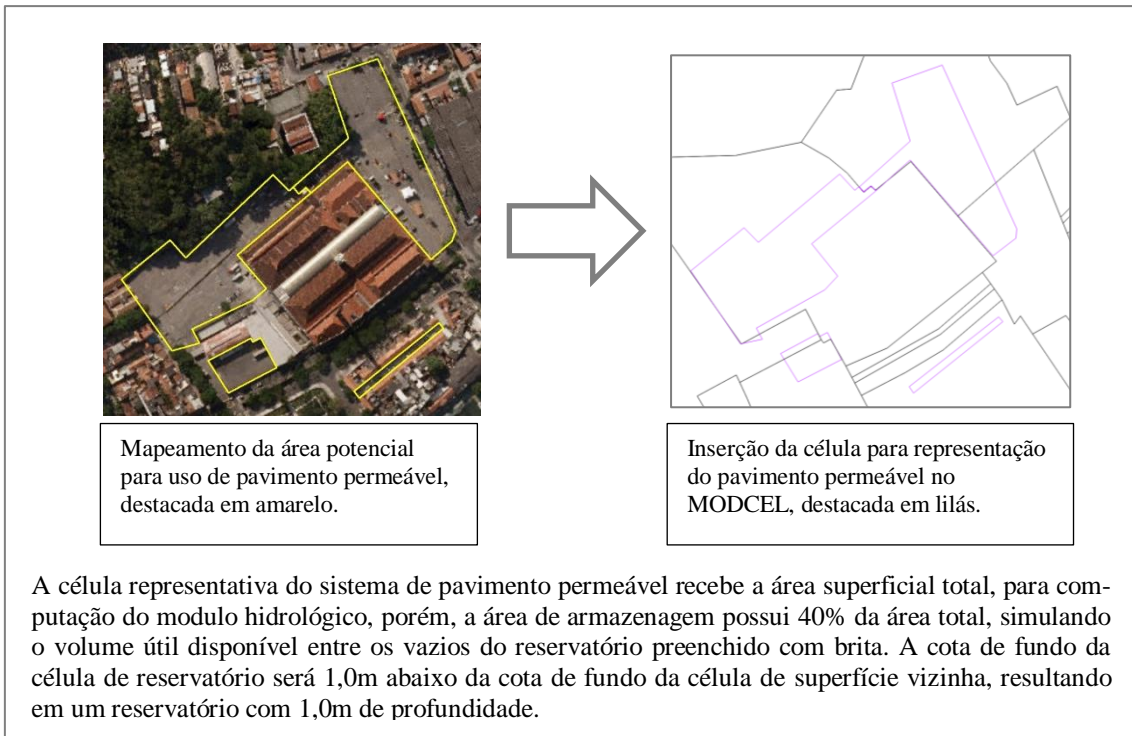 Mapeamento da área potencial
para uso de pavimento permeável,
destacada em amarelo.
Inserção da célula para representação
do pavimento permeável no
MODCEL, destacada em lilás.
A célula representativa do sistema de pavimento permeável recebe a área superficial total, para com-
putação do modulo hidrológico, porém, a área de armazenagem possui 40% da área total, simulando
o volume útil disponível entre os vazios do reservatório preenchido com brita. A cota de fundo da
célula de reservatório será 1,0m abaixo da cota de fundo da célula de superfície vizinha, resultando
em um reservatório com 1,0m de profundidade.